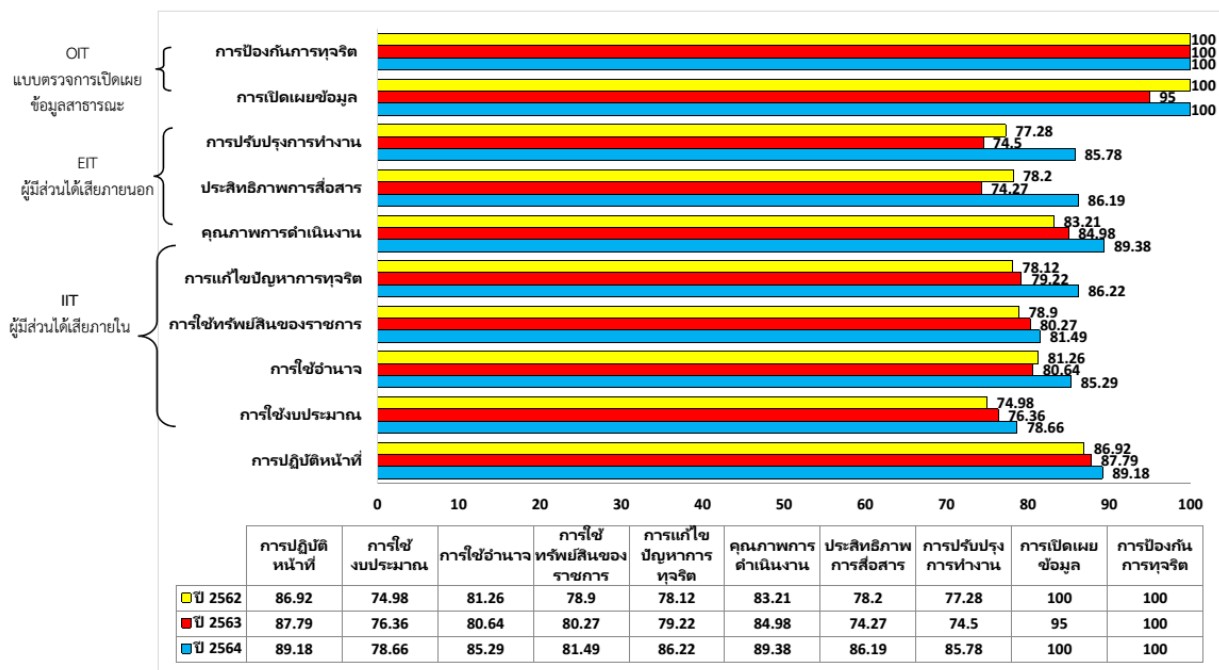 OIT
แบบตรวจการเปิดเผย
ข้อมูลสาธารณะ
EIT
ผู้มีส่วนได้เสียภายนอก
IIT
ผู้มีส่วนได้เสียภายใน
การป้องกันการทุจริต
100
100
100
การเปิดเผยข้อมูล
100
95
100
การปรับปรุงการทำงาน
77.28
74.5
85.78
ประสิทธิภาพการสื่อสาร
78.2
74.27
86.19
คุณภาพการดำเนินงาน
83.21
84.98
89.38
การแก้ไขปัญหาการทุจริต
78.12
79.22
86.22
การใช้ทรัพย์สินของราชการ
78.9
80.27
81.49
การใช้อำนาจ
81.26
80.64
85.29
การใช้งบประมาณ
74.98
76.36
78.66
การปฏิบัติหน้าที่
86.92
87.79
89.18
0 10 20 30 40 50 60 70 80 90 100
การปฏิบัติหน้าที่ การใช้งบประมาณ การใช้อำนาจ การใช้ทรัพย์สินของราชการ การแก้ไขปัญหาการทุจริต คุณภาพการดำเนินงาน ประสิทธิภาพการสื่อสาร การปรับปรุงการทำงาน การเปิดเผยข้อมูล การป้องกันการทุจริต
ปี 2562 86.92 74.98 81.26 78.9 78.12 83.21 78.2 77.28 100 100
ปี 2563 87.79 76.36 80.64 80.27 79.22 84.98 74.27 74.5 95 100
ปี 2564 89.18 78.66 85.29 81.49 86.22 89.38 86.19 85.78 100 100